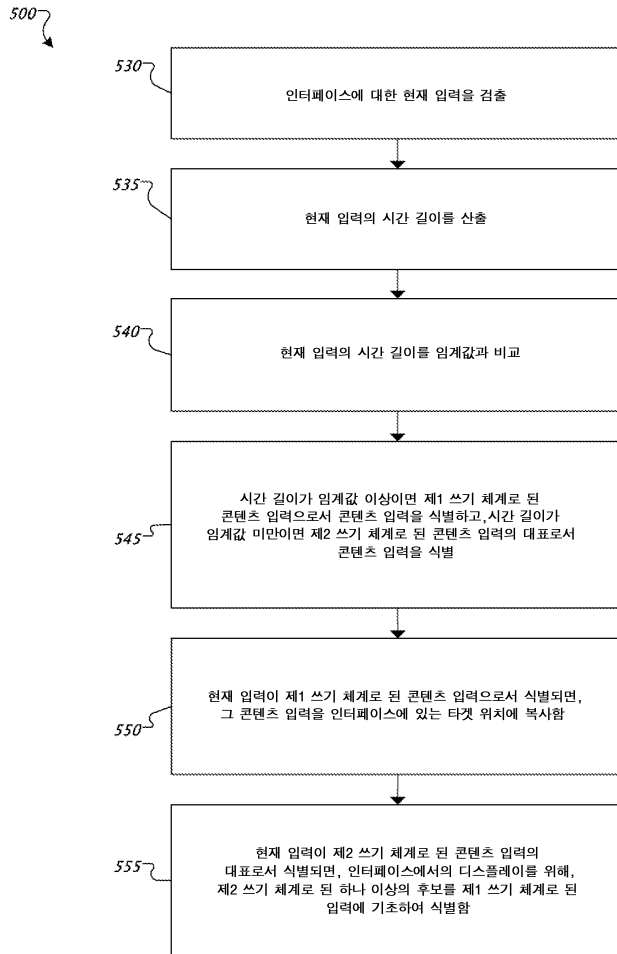 500
530
인터페이스에 대한 현재 입력을 검출
535
현재 입력의 시간 길이를 산출
540
현재 입력의 시간 길이를 임계값과 비교
545
시간 길이가 임계값 이상이면 제1 쓰기 체계로 된
콘텐츠 입력으로서 콘텐츠 입력을 식별하고,시간 길이가
임계값 미만이면 제2 쓰기 체계로 된 콘텐츠 입력의 대표로서
콘텐츠 입력을 식별
550
현재 입력이 제1 쓰기 체계로 된 콘텐츠 입력으로서 식별되면,
그 콘텐츠 입력을 인터페이스에 있는 타겟 위치에 복사함
555
현재 입력이 제2 쓰기 체계로 된 콘텐츠 입력의
대표로서 식별되면, 인터페이스에서의 디스플레이를 위해,
제2 쓰기 체계로 된 하나 이상의 후보를 제1 쓰기 체계로 된
입력에 기초하여 식별함